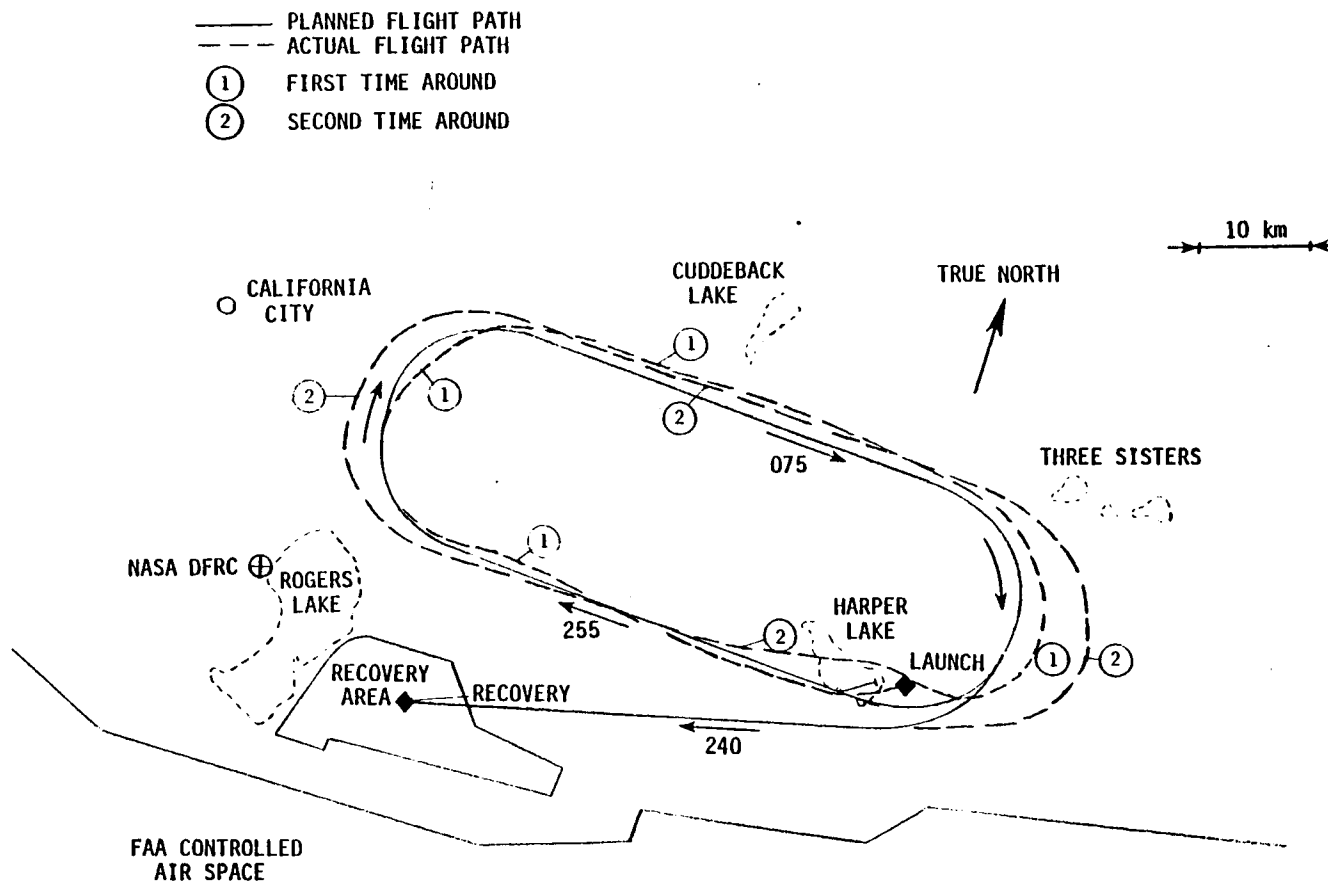 PLANNED FLIGHT PATH
ACTUAL FLIGHT PATH
1 FIRST TIME AROUND
2 SECOND TIME AROUND
10 km
CUDDEBACK
LAKE
TRUE NORTH
CALIFORNIA
CITY
1
2
1
2
075
THREE SISTERS
1
NASA DFRC
ROGERS
LAKE
HARPER
LAKE
255
2
LAUNCH
1
2
RECOVERY
AREA
RECOVERY
240
FAA CONTROLLED
AIR SPACE